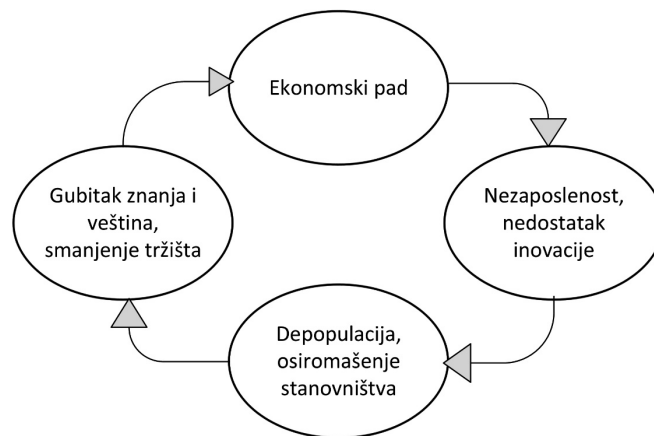 Ekonomski pad
Nezaposlenost,
nedostatak
inovacije
Depopulacija,
osiromašenje
stanovništva
Gubitak znanja i
veština,
smanjenje tržišta